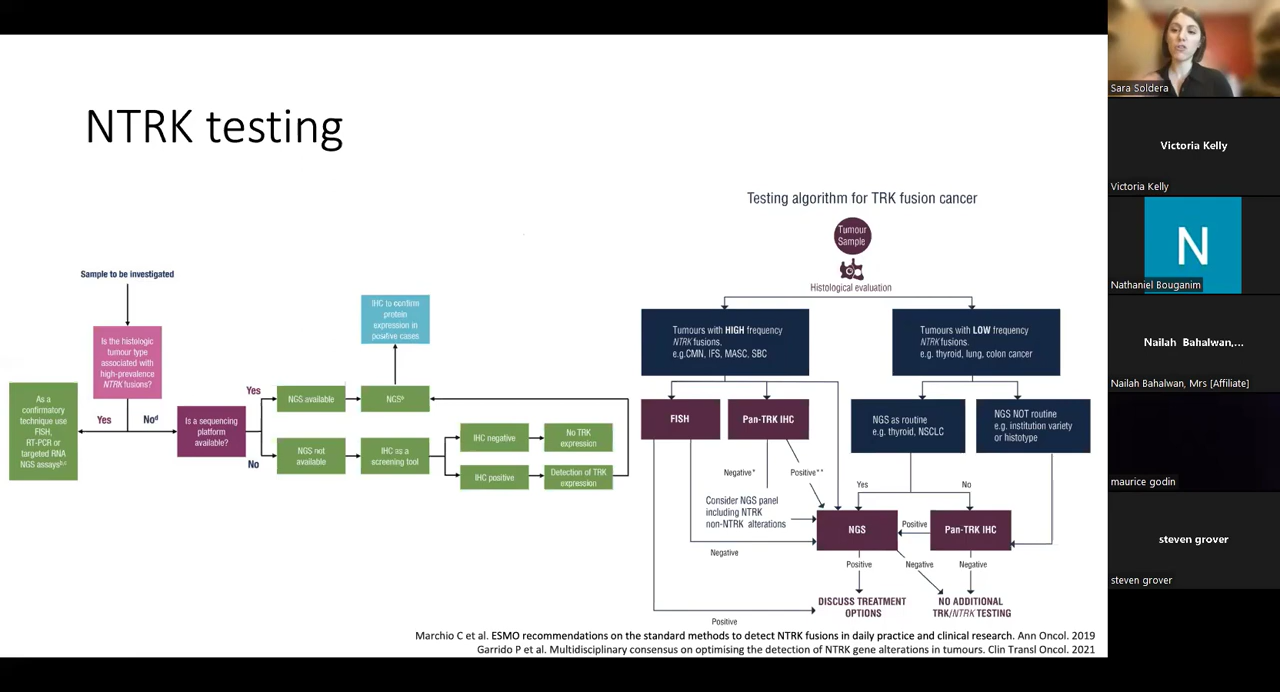 NTRK testing
Sample to be investigated
Is the histologic
tumour type
associated with
high-prevalence
NTRK fusions?
Yes
Noᵈ
As a
confirmatory
technique use
FISH,
RT-PCR or
targeted RNA
NGS assaysᵇ,ᶜ
Is a sequencing
platform
available?
Yes
No
NGS available
NGSᵇ
IHC to confirm
protein
expression in
positive cases
NGS not
available
IHC as a
screening tool
IHC negative
No TRK
expression
IHC positive
Detection of TRK
expression
Testing algorithm for TRK fusion cancer
Tumour
Sample
Histological evaluation
Tumours with HIGH frequency
NTRK fusions.
e.g.CMN, IFS, MASC, SBC
Tumours with LOW frequency
NTRK fusions.
e.g. thyroid, lung, colon cancer
FISH
Pan-TRK IHC
NGS as routine
e.g. thyroid, NSCLC
NGS NOT routine
e.g. institution variety
or histotype
Negative*
Positive**
Yes
No
Consider NGS panel
including NTRK
non-NTRK alterations
NGS
Positive
Pan-TRK IHC
Negative
Positive
Negative
Negative
DISCUSS TREATMENT
OPTIONS
NO ADDITIONAL
TRK/NTRK TESTING
Positive
Marchio C et al. ESMO recommendations on the standard methods to detect NTRK fusions in daily practice and clinical research. Ann Oncol. 2019
Garrido P et al. Multidisciplinary consensus on optimising the detection of NTRK gene alterations in tumours. Clin Transl Oncol. 2021
Sara Soldera
Victoria Kelly
Victoria Kelly
N
Nathaniel Bouganim
Nailah Bahalwan,...
Nailah Bahalwan, Mrs [Affiliate]
maurice godin
steven grover
steven grover